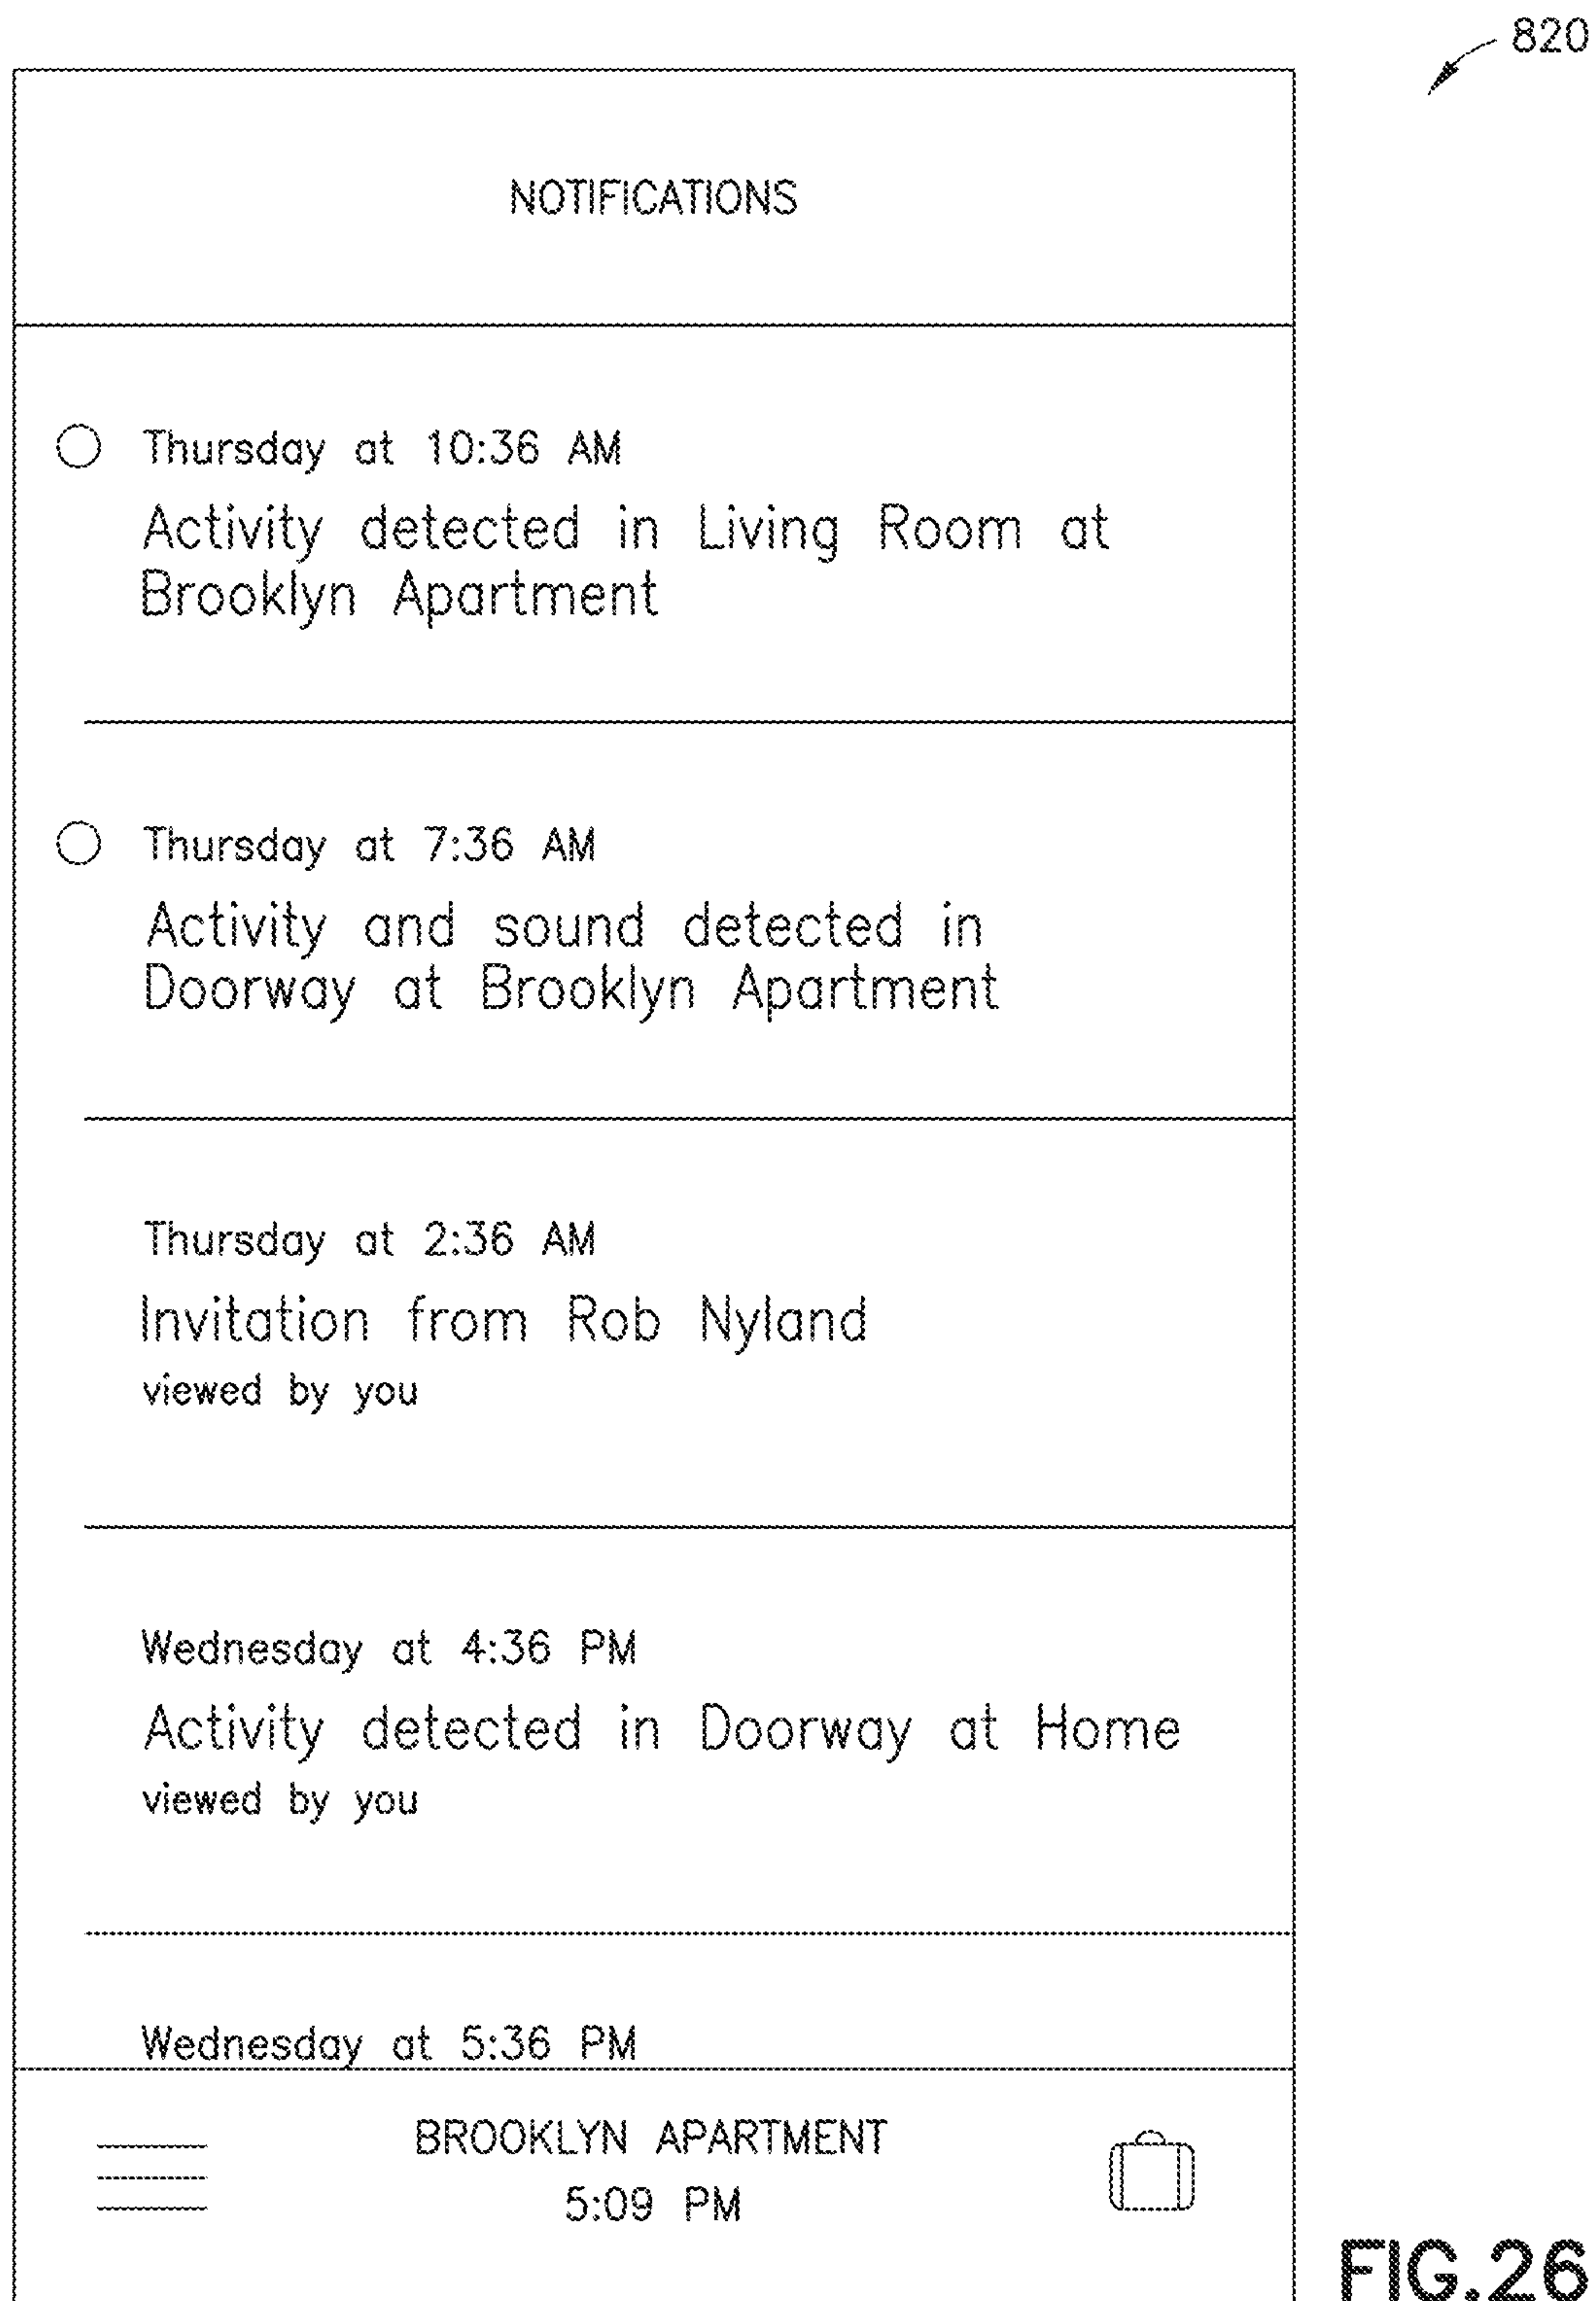 820
NOTIFICATIONS
Thursday at 10:36 AM
Activity detected in Living Room at
Brooklyn Apartment
Thursday at 7:36 AM
Activity and sound detected in
Doorway at Brooklyn Apartment
Thursday at 2:36 AM
Invitation from Rob Nyland
viewed by you
Wednesday at 4:36 PM
Activity detected in Doorway at Home
viewed by you
Wednesday at 5:36 PM
BROOKLYN APARTMENT
5:09 PM
FIG.26